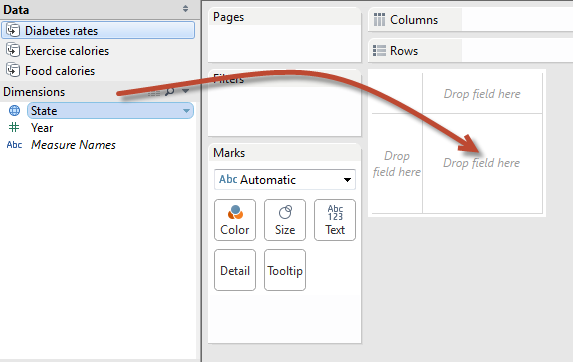 Data
Diabetes rates
Exercise calories
Food calories
Dimensions
State
Year
Abc Measure Names
Pages
Filters
Marks
Abc Automatic
Color
Size
Abc
123
Text
Detail
Tooltip
Columns
Rows
Drop field here
Drop
field here
Drop field here